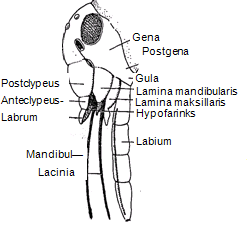 Gena
Postgena
Gula
Postclypeus
Lamina mandibularis
Anteclypeus-
Lamina maksillaris
Hypofarinks
Labrum
Labium
Mandibul
Lacinia